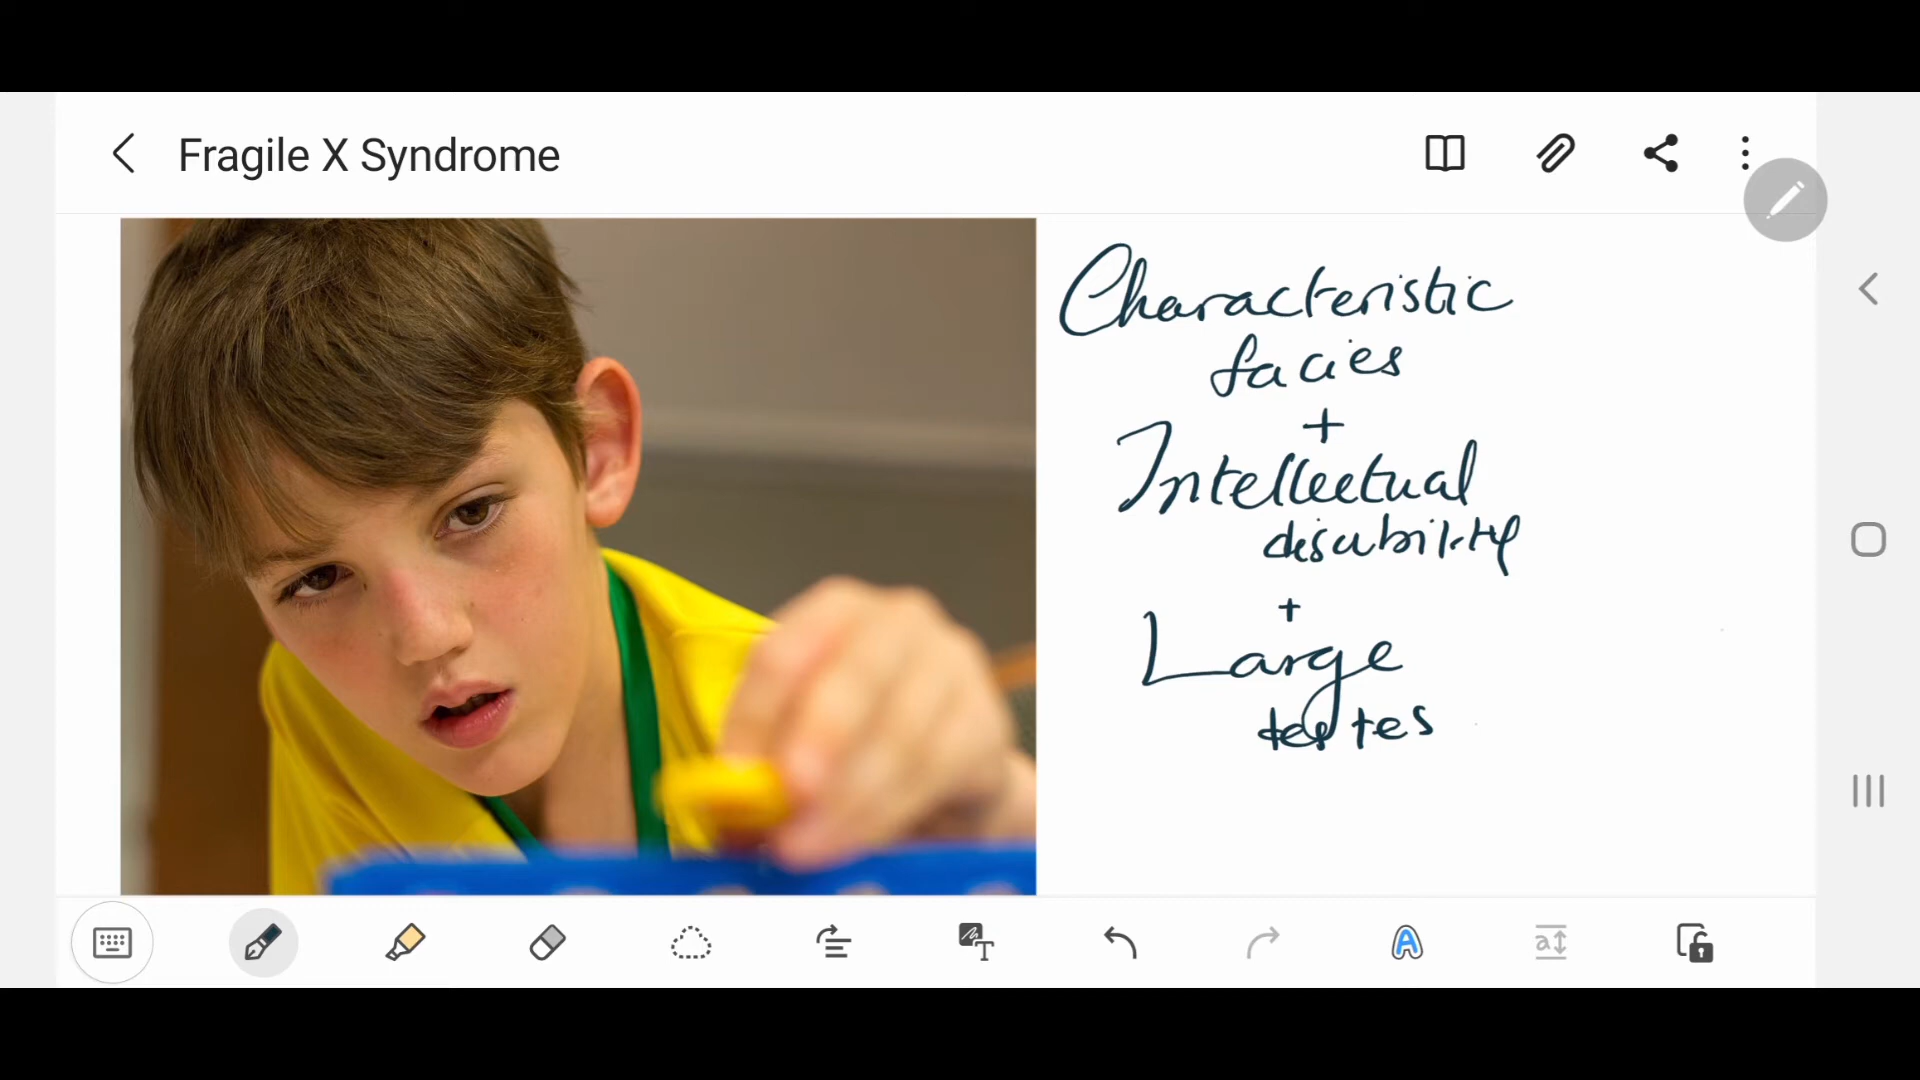 Fragile X Syndrome
Characteristic
facies
+
Intellectual
disability
+
Large
testes